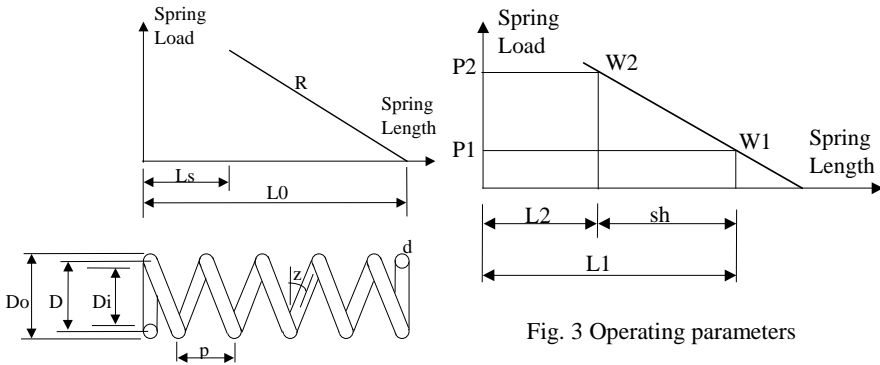 Spring
Load
R
Spring
Length
Ls
L0
Do
D
Di
d
z
p
Spring
Load
P2
W2
P1
W1
Spring
Length
L2
sh
L1
Fig. 3 Operating parameters